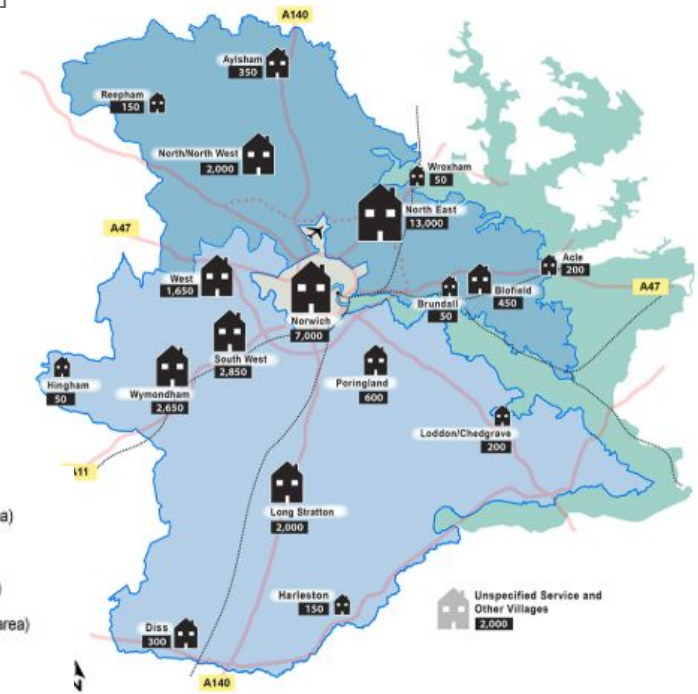 A140
Aylsham
350
Reepham
150
North/North West
2,000
Wroxham
50
North East
13,000
A47
Acle
200
West
1,650
Blofield
450
A47
Brundall
50
Norwich
7,000
South West
2,850
Hingham
50
Wymondham
2,650
Poringland
600
Loddon/Chedgrave
200
A11
Long Stratton
2,000
a)
)
area)
Harleston
150
Unspecified Service and
Other Villages
2,000
Diss
300
A140